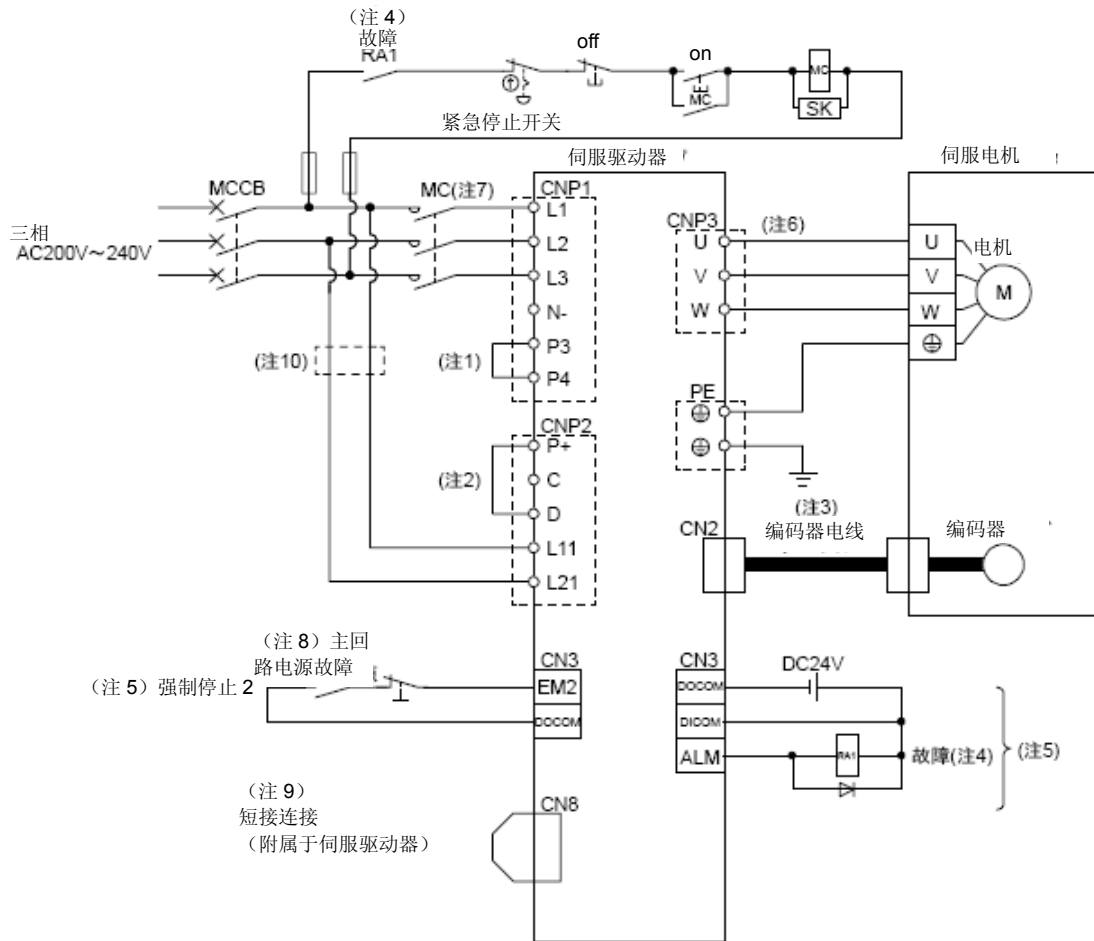 （注 4）
故障
RA1
off
on
MC
MC
SK
紧急停止开关
伺服驱动器
伺服电机
MCCB
MC(注7)
CNP1
L1
L2
L3
N-
P3
P4
三相
AC200V～240V
CNP3
U
V
W
(注6)
U
V
W
电机
M
(注10)
(注1)
PE
CNP2
P+
C
D
L11
L21
(注2)
(注3)
CN2
编码器电线
编码器
（注 8）主回
路电源故障
（注 5）强制停止 2
CN3
EM2
DOCOM
CN3
DOCOM
DICOM
ALM
DC24V
RA1
故障(注4)
(注5)
（注 9）
短接连接
（附属于伺服驱动器）
CN8